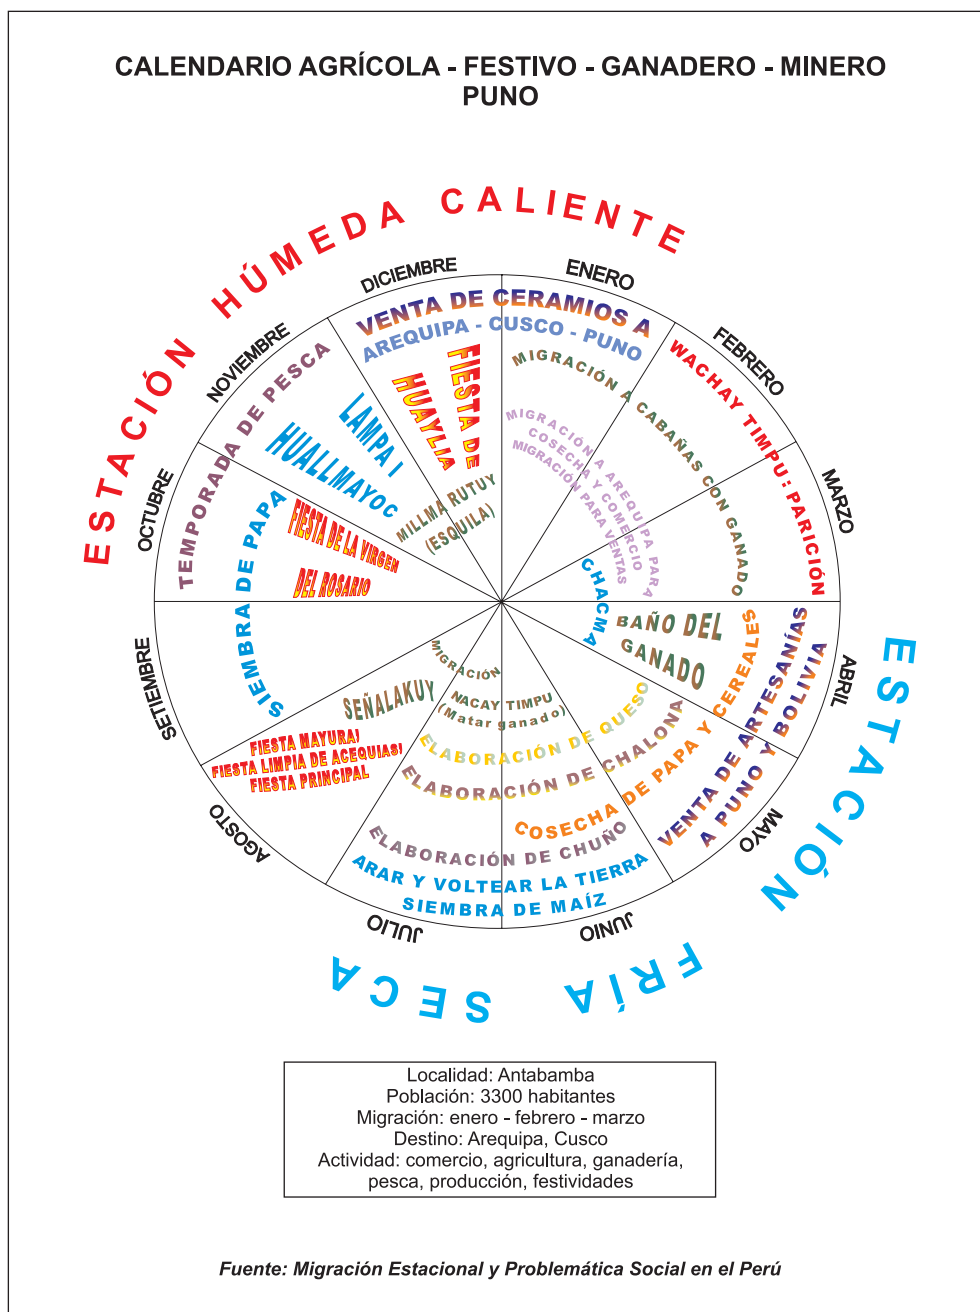 CALENDARIO AGRÍCOLA - FESTIVO - GANADERO - MINERO
PUNO
ESTACIÓN HÚMEDA CALIENTE
ENERO
FEBRERO
MARZO
ABRIL
MAYO
JUNIO
JULIO
AGOSTO
SETIEMBRE
OCTUBRE
NOVIEMBRE
DICIEMBRE
VENTA DE CERAMIOS A
AREQUIPA - CUSCO - PUNO
MIGRACIÓN A CABAÑAS CON GANADO
MIGRACIÓN A AREQUIPA PARA
COSECHA Y COMERCIO
MIGRACIÓN PARA VENTAS
WACHAY TIMPU: PARICIÓN
CHACMA
BAÑO DEL
GANADO
VENTA DE ARTESANÍAS
A PUNO Y BOLIVIA
COSECHA DE PAPA Y CEREALES
ELABORACIÓN DE QUESO
ELABORACIÓN DE CHALONA
ELABORACIÓN DE CHUÑO
ARAR Y VOLTEAR LA TIERRA
SIEMBRA DE MAÍZ
NACAY TIMPU
(Matar ganado)
MIGRACIÓN
SEÑALAKUY
FIESTA MAYURA)
FIESTA LIMPIA DE ACEQUIAS)
FIESTA PRINCIPAL
SIEMBRA DE PAPA
FIESTA DE LA VIRGEN
DEL ROSARIO
TEMPORADA DE PESCA
HUALLMAYOC
LAMPA I
FIESTA DE
HUAYLIA
MILLMA RUTUY
(ESQUILA)
ESTACIÓN FRÍA SECA
Localidad: Antabamba
Población: 3300 habitantes
Migración: enero - febrero - marzo
Destino: Arequipa, Cusco
Actividad: comercio, agricultura, ganadería,
pesca, producción, festividades
Fuente: Migración Estacional y Problemática Social en el Perú